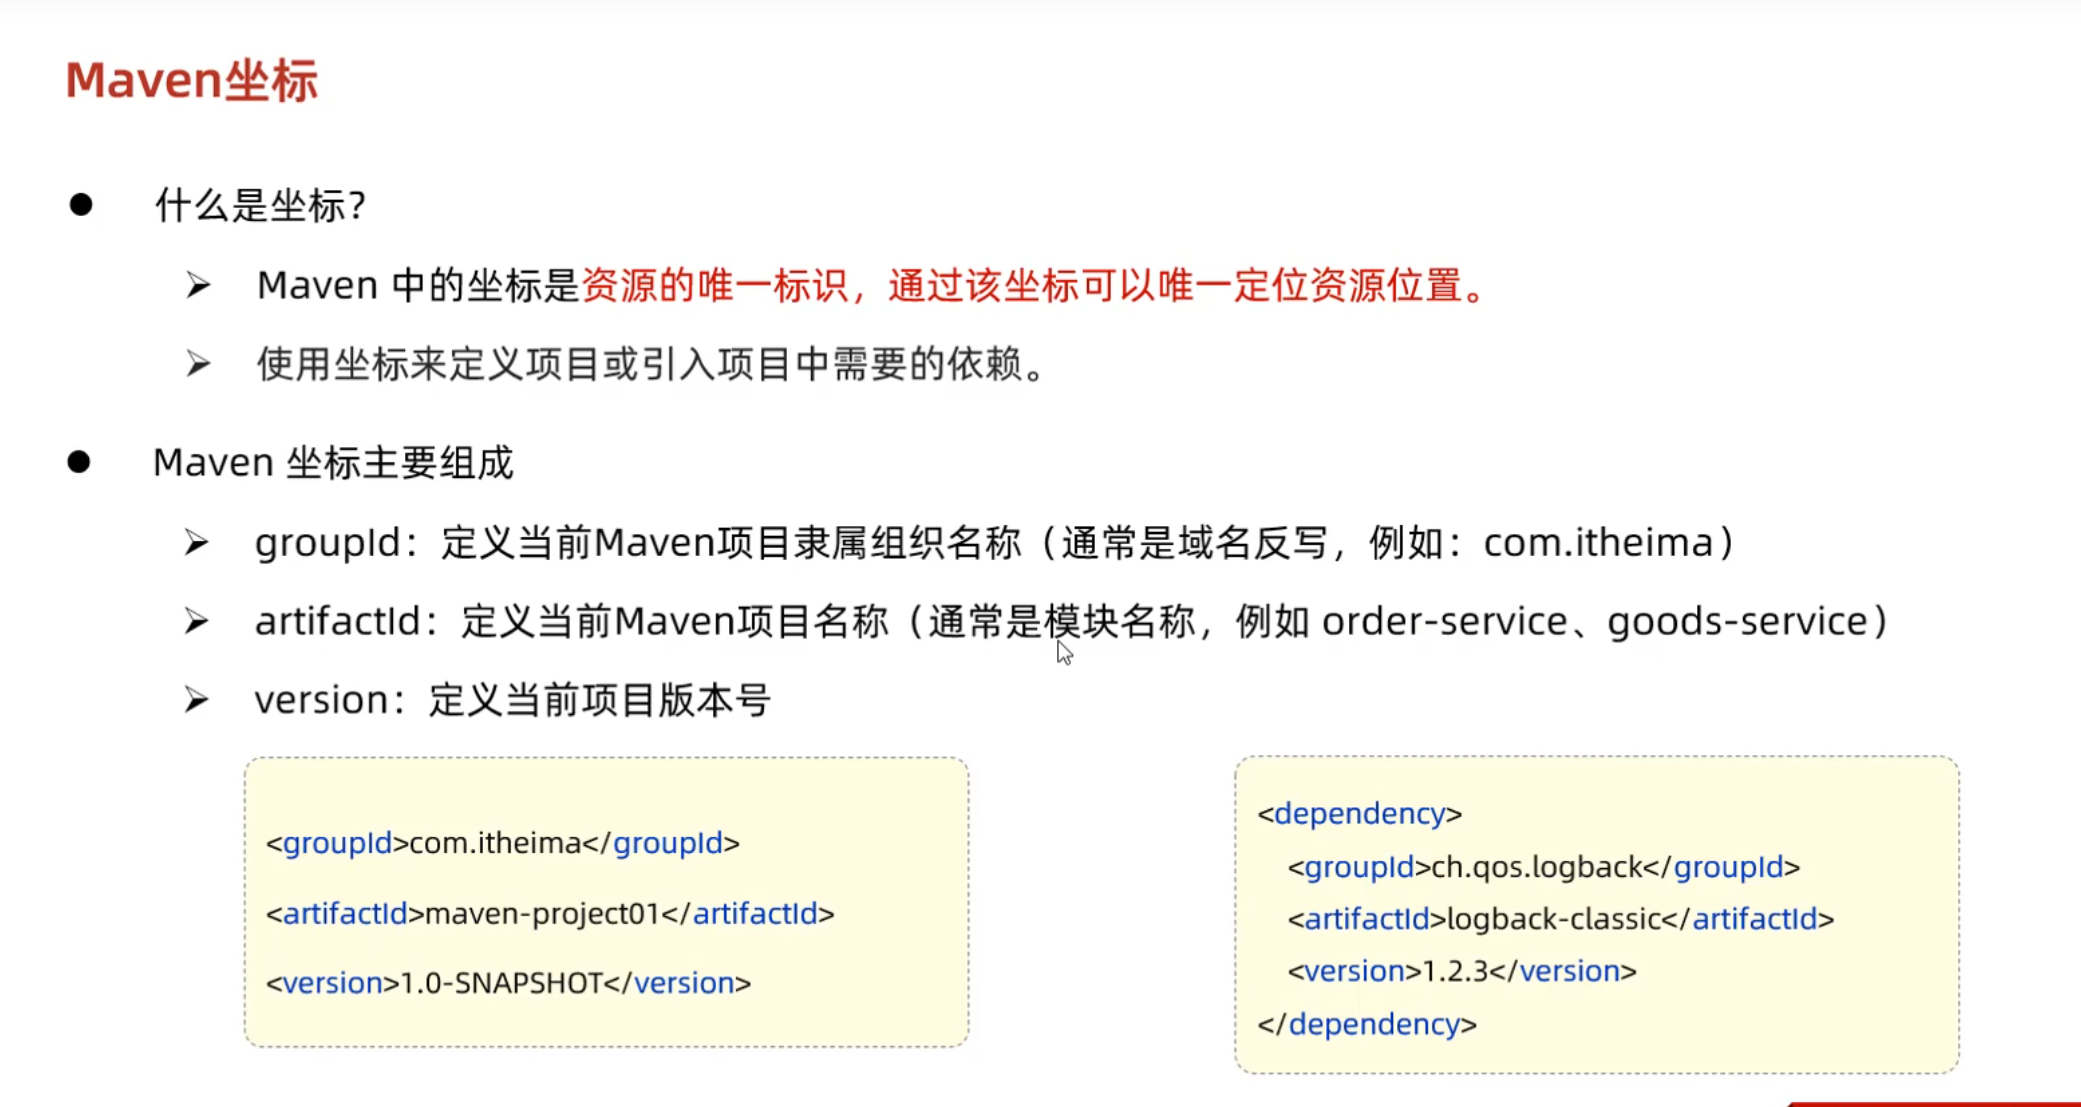 Maven坐标
什么是坐标？
Maven 中的坐标是资源的唯一标识，通过该坐标可以唯一定位资源位置。
使用坐标来定义项目或引入项目中需要的依赖。
Maven 坐标主要组成
groupId：定义当前Maven项目隶属组织名称（通常是域名反写，例如：com.itheima）
artifactId：定义当前Maven项目名称（通常是模块名称，例如 order-service、goods-service）
version：定义当前项目版本号
<groupId>com.itheima</groupId>
<artifactId>maven-project01</artifactId>
<version>1.0-SNAPSHOT</version>
<dependency>
<groupId>ch.qos.logback</groupId>
<artifactId>logback-classic</artifactId>
<version>1.2.3</version>
</dependency>